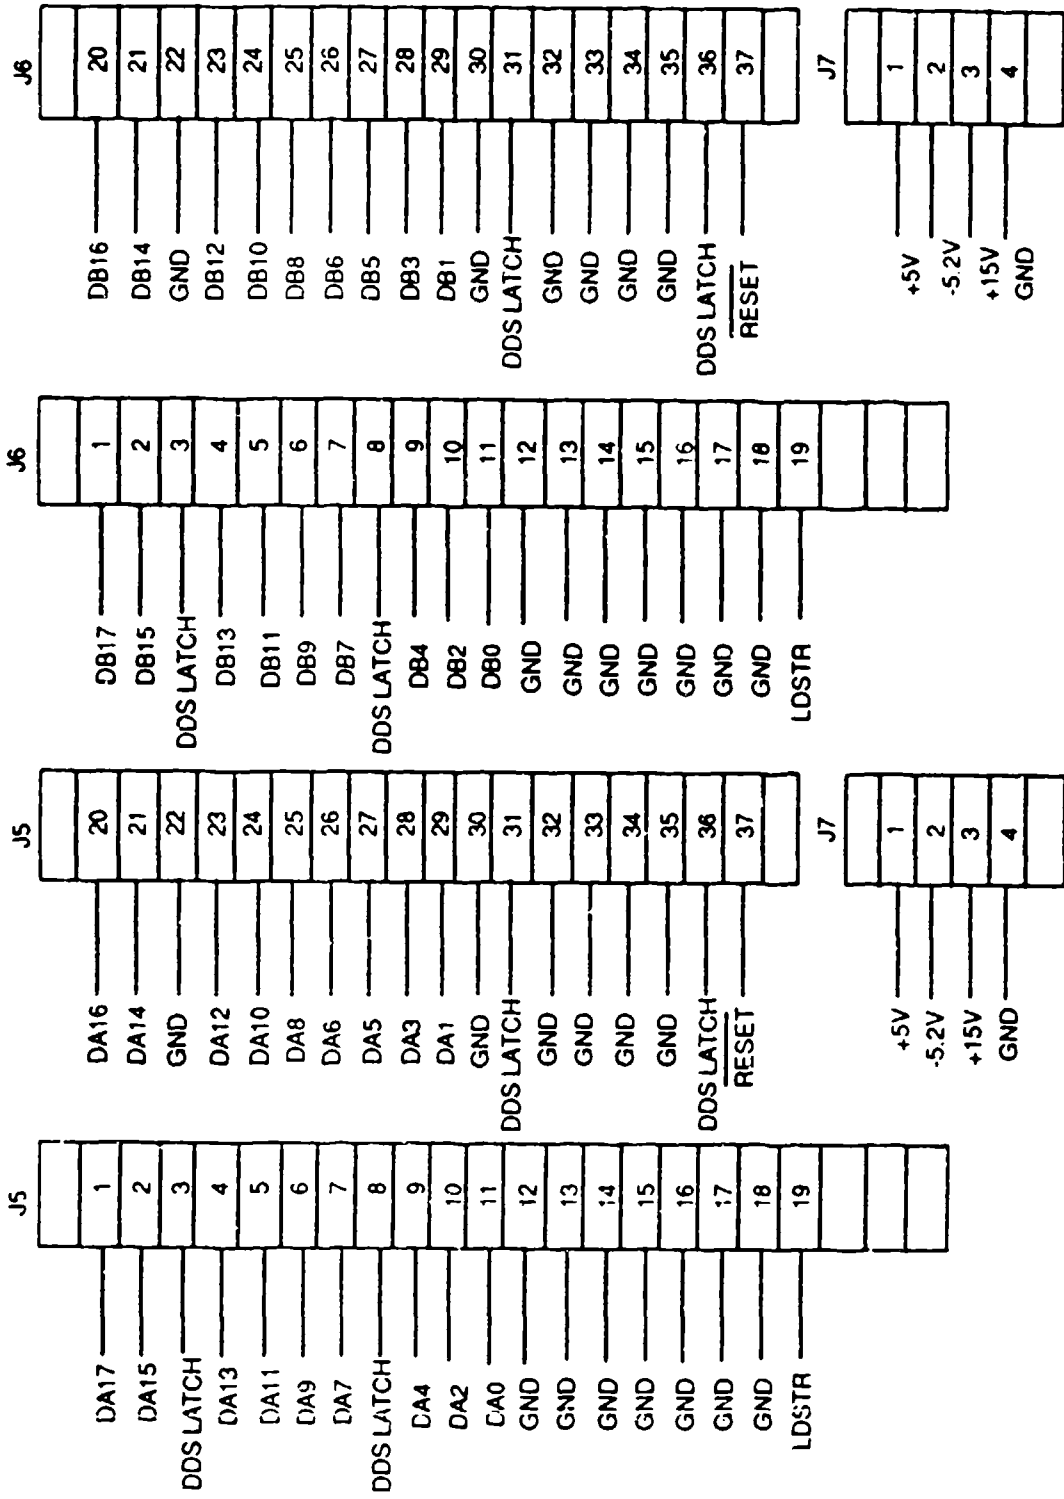 J6
DB16 20
DB14 21
GND 22
DB12 23
DB10 24
DB8 25
DB6 26
DB5 27
DB3 28
DB1 29
GND 30
DDS LATCH 31
GND 32
GND 33
GND 34
GND 35
DDS LATCH 36
RESET 37
J7
+5V 1
-5.2V 2
+15V 3
GND 4
J6
DB17 1
DB15 2
DDS LATCH 3
DB13 4
DB11 5
DB9 6
DB7 7
DDS LATCH 8
DB4 9
DB2 10
DB0 11
GND 12
GND 13
GND 14
GND 15
GND 16
GND 17
GND 18
LDSTR 19
J5
DA16 20
DA14 21
GND 22
DA12 23
DA10 24
DA8 25
DA6 26
DA5 27
DA3 28
DA1 29
GND 30
DDS LATCH 31
GND 32
GND 33
GND 34
GND 35
DDS LATCH 36
RESET 37
J7
+5V 1
-5.2V 2
+15V 3
GND 4
J5
DA17 1
DA15 2
DDS LATCH 3
DA13 4
DA11 5
DA9 6
DA7 7
DDS LATCH 8
DA4 9
DA2 10
DA0 11
GND 12
GND 13
GND 14
GND 15
GND 16
GND 17
GND 18
LDSTR 19